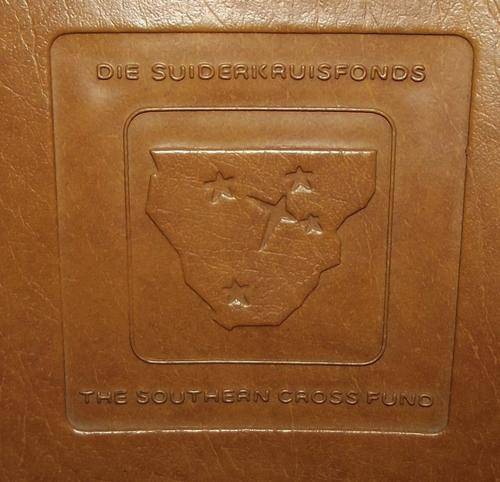 DIE SUIDERKRUISFONDS
THE SOUTHERN CROSS FUND